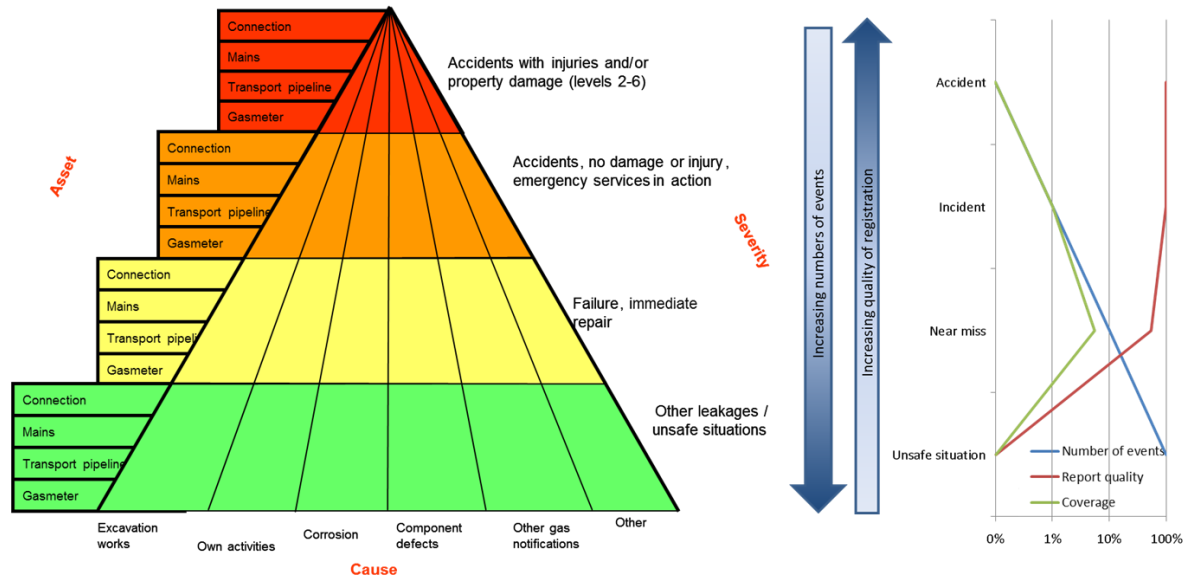 Connection
Mains
Transport pipeline
Gasmeter
Accidents with injuries and/or
property damage (levels 2-6)
Connection
Mains
Transport pipeline
Gasmeter
Accidents, no damage or injury,
emergency services in action
Connection
Mains
Transport pipeline
Gasmeter
Failure, immediate
repair
Connection
Mains
Transport pipeline
Gasmeter
Other leakages /
unsafe situations
Asset
Severity
Excavation
works
Own activities
Corrosion
Component
defects
Other gas
notifications
Other
Cause
Increasing numbers of events
Increasing quality of registration
Accident
Incident
Near miss
Unsafe situation
Number of events
Report quality
Coverage
0%
1%
10%
100%